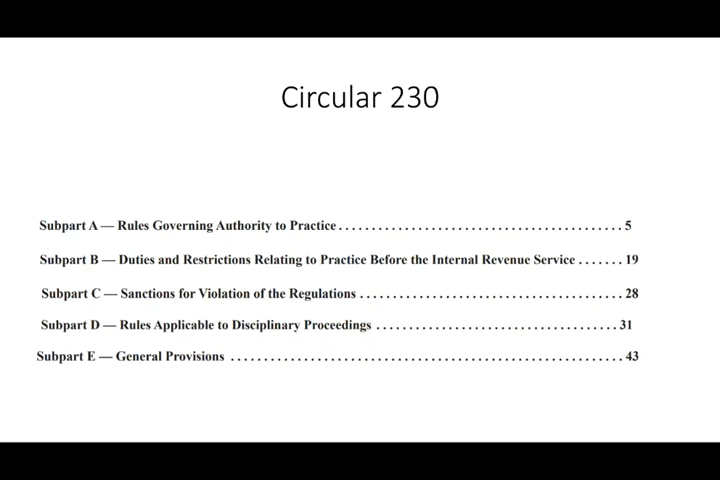 Circular 230
Subpart A — Rules Governing Authority to Practice . . . . . . . . . . . . . . . . . . . . . . . . . . . . . . . . . . . . . . . . . . . 5
Subpart B — Duties and Restrictions Relating to Practice Before the Internal Revenue Service . . . . . . . 19
Subpart C — Sanctions for Violation of the Regulations . . . . . . . . . . . . . . . . . . . . . . . . . . . . . . . . . . . . . . . . 28
Subpart D — Rules Applicable to Disciplinary Proceedings . . . . . . . . . . . . . . . . . . . . . . . . . . . . . . . . . . . . . 31
Subpart E — General Provisions . . . . . . . . . . . . . . . . . . . . . . . . . . . . . . . . . . . . . . . . . . . . . . . . . . . . . . . . . . . 43